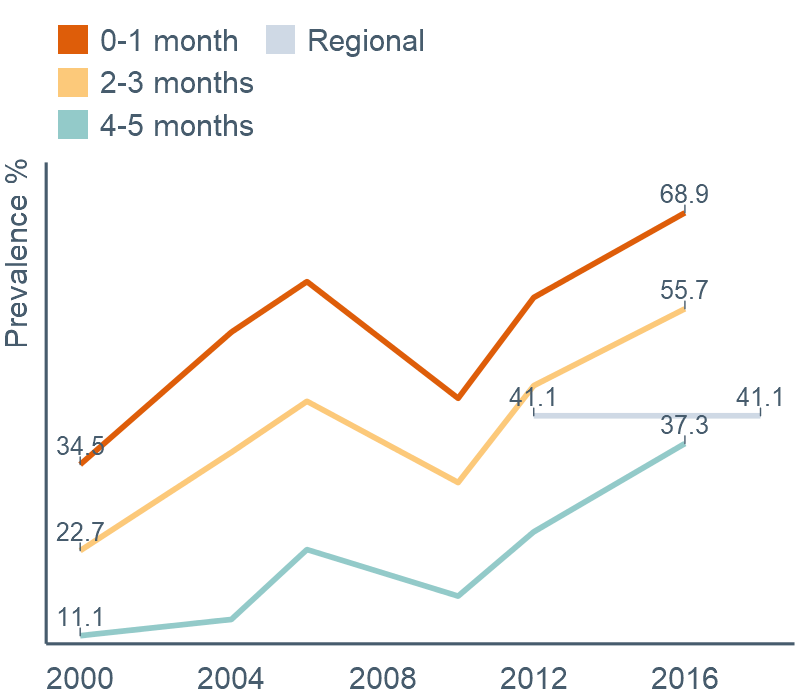 0-1 month
Regional
2-3 months
4-5 months
Prevalence %
68.9
55.7
41.1
41.1
37.3
34.5
22.7
11.1
2000 2004 2008 2012 2016